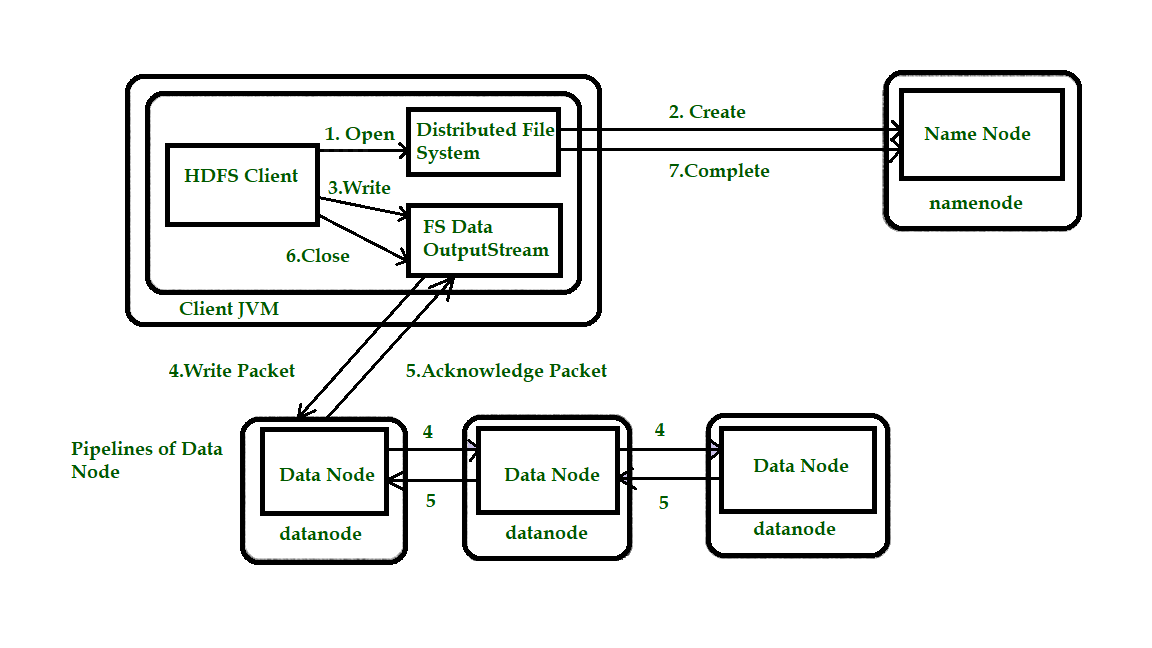 1. Open
Distributed File
System
2. Create
Name Node
HDFS Client
3.Write
7.Complete
namenode
FS Data
OutputStream
6.Close
Client JVM
4.Write Packet
5.Acknowledge Packet
Pipelines of Data
Node
4
4
Data Node
Data Node
Data Node
5
5
datanode
datanode
datanode